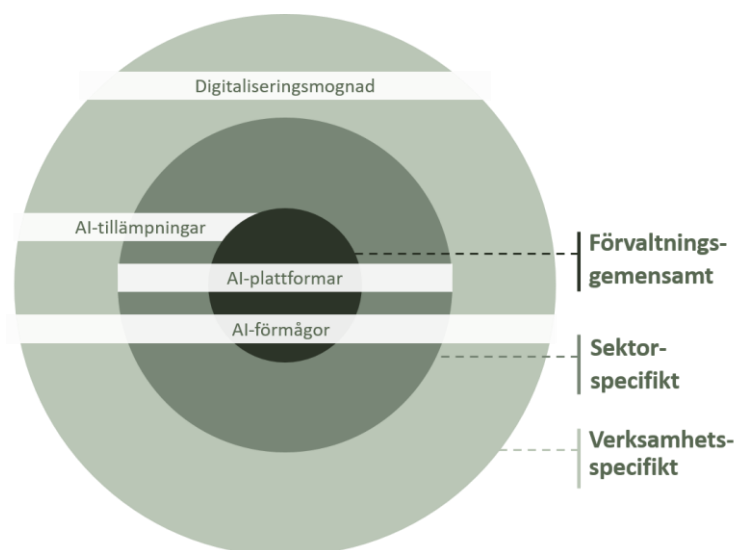 Digitaliseringsmognad
AI-tillämpningar
AI-plattformar
AI-förmågor
Förvaltnings-
gemensamt
Sektor-
specifikt
Verksamhets-
specifikt